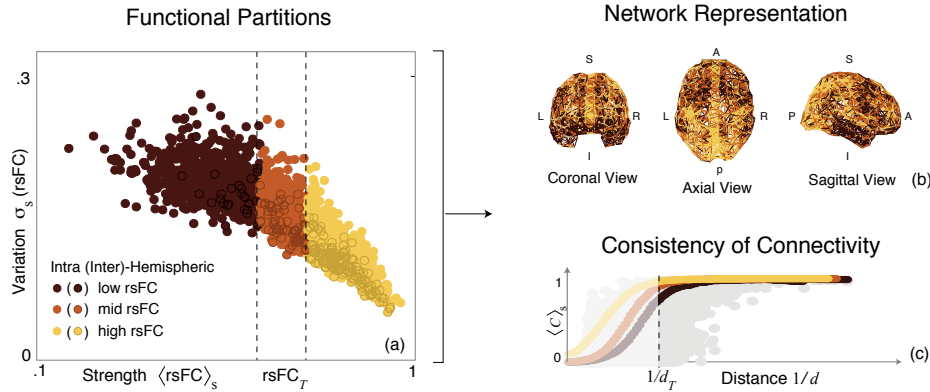 Functional Partitions
.3
Variation σs (rsFC)
0
Intra (Inter)-Hemispheric
( ) low rsFC
( ) mid rsFC
( ) high rsFC
(a)
.1
Strength ⟨rsFC⟩s
rsFCT
1
Network Representation
S
L
R
I
Coronal View
A
L
R
p
Axial View
S
P
A
I
Sagittal View
(b)
Consistency of Connectivity
1
⟨C⟩s
0
(c)
1/dT
Distance 1/d